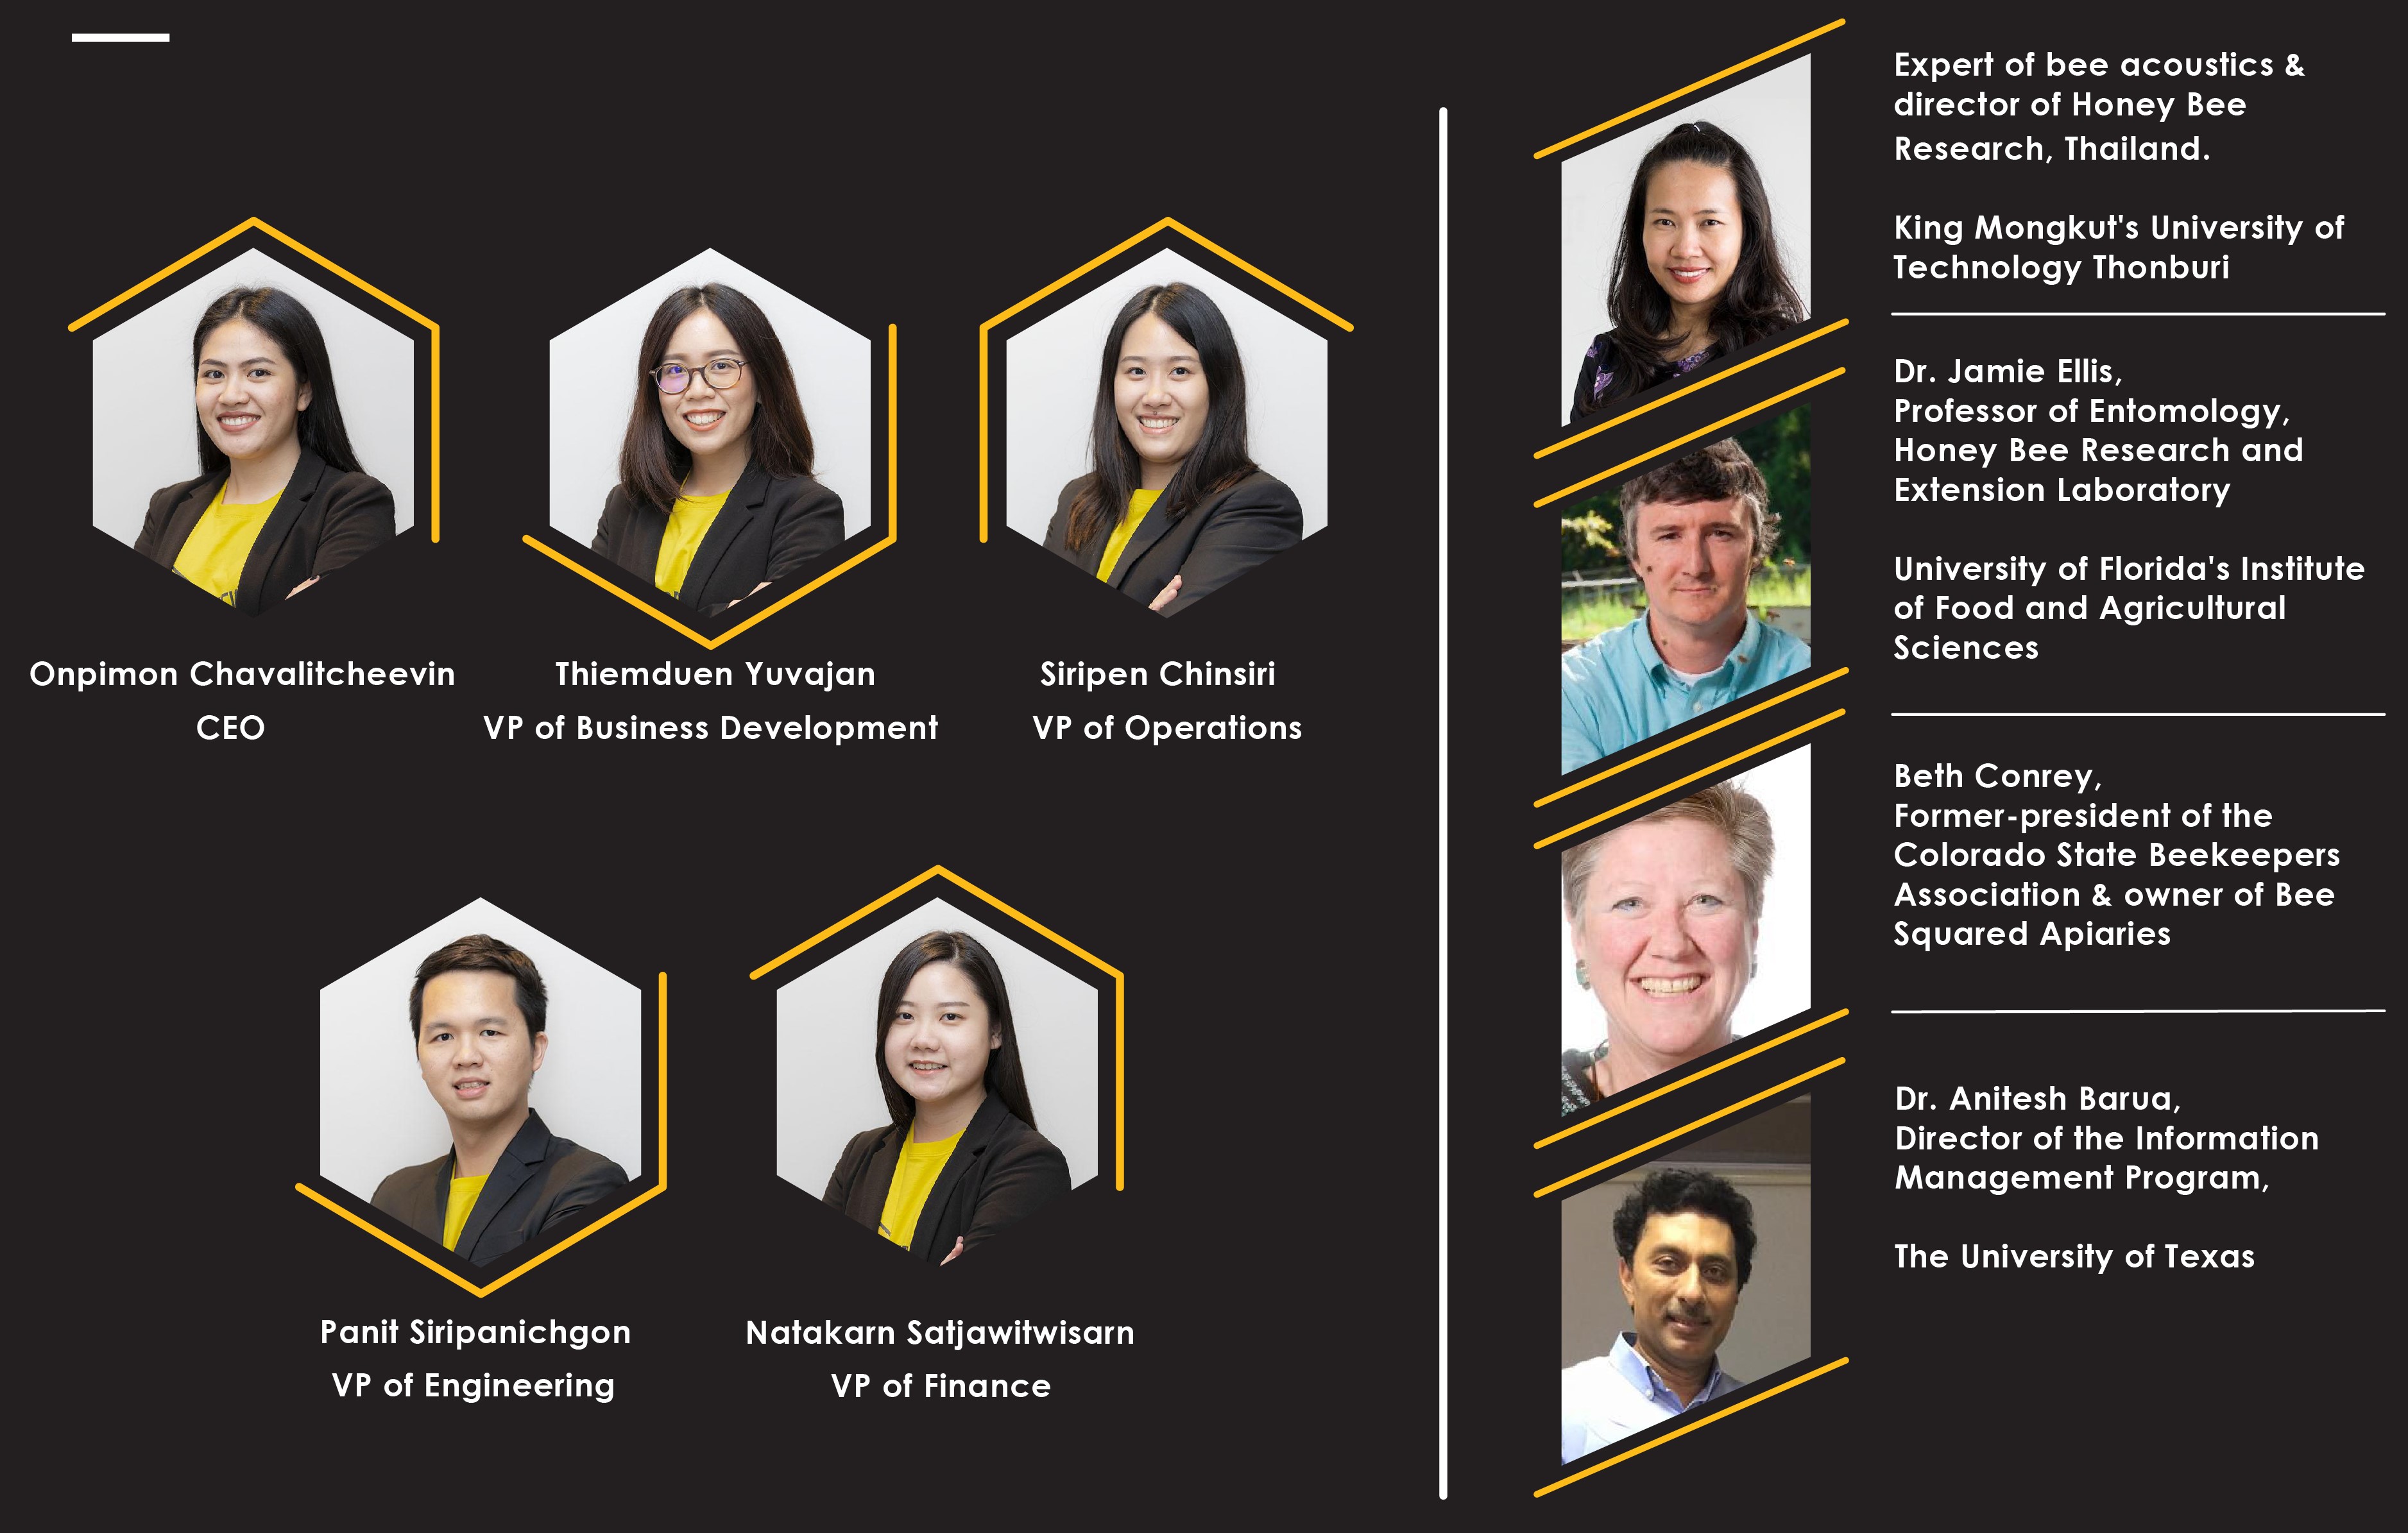 Onpimon Chavalitcheevin
CEO
Thiemduen Yuvajan
VP of Business Development
Siripen Chinsiri
VP of Operations
Panit Siripanichgon
VP of Engineering
Natakarn Satjawitwisarn
VP of Finance
Expert of bee acoustics &
director of Honey Bee
Research, Thailand.
King Mongkut's University of
Technology Thonburi
Dr. Jamie Ellis,
Professor of Entomology,
Honey Bee Research and
Extension Laboratory
University of Florida's Institute
of Food and Agricultural
Sciences
Beth Conrey,
Former-president of the
Colorado State Beekeepers
Association & owner of Bee
Squared Apiaries
Dr. Anitesh Barua,
Director of the Information
Management Program,
The University of Texas